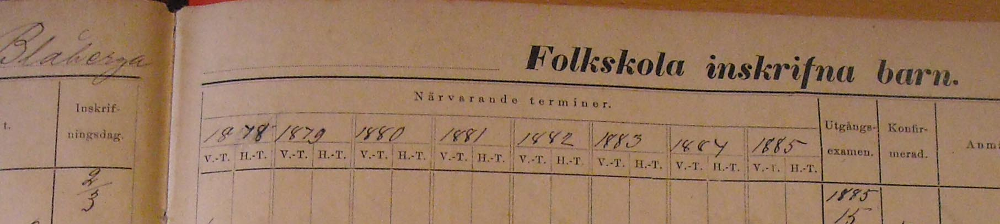 Blåberga
Folkskola inskrifna barn.
Närvarande terminer.
t. Inskrif-
ningsdag.
1878 1879 1880 1881 1882 1883 1884 1885
V.-T. H.-T. V.-T. H.-T. V.-T. H.-T. V.-T. H.-T. V.-T. H.-T. V.-T. H.-T. V.-T. H.-T. V.-T. H.-T.
Utgångs-
examen.
Konfir-
merad.
Anm
2/3
1885
15